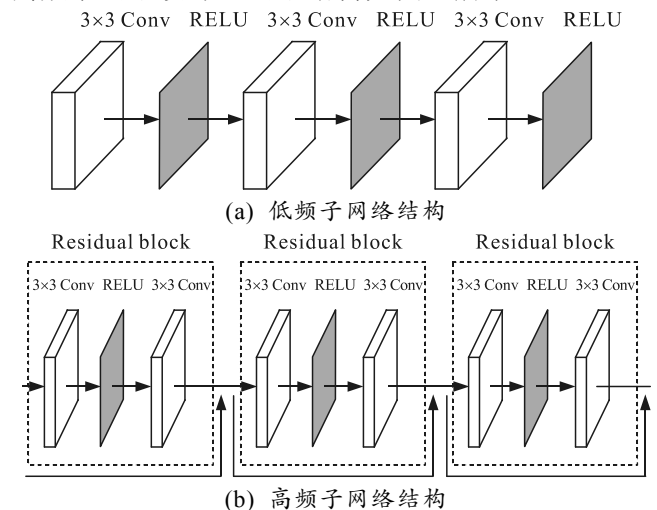 3×3 Conv RELU 3×3 Conv RELU 3×3 Conv RELU
(a) 低频子网络结构
Residual block Residual block Residual block
3×3 Conv RELU 3×3 Conv 3×3 Conv RELU 3×3 Conv 3×3 Conv RELU 3×3 Conv
(b) 高频子网络结构